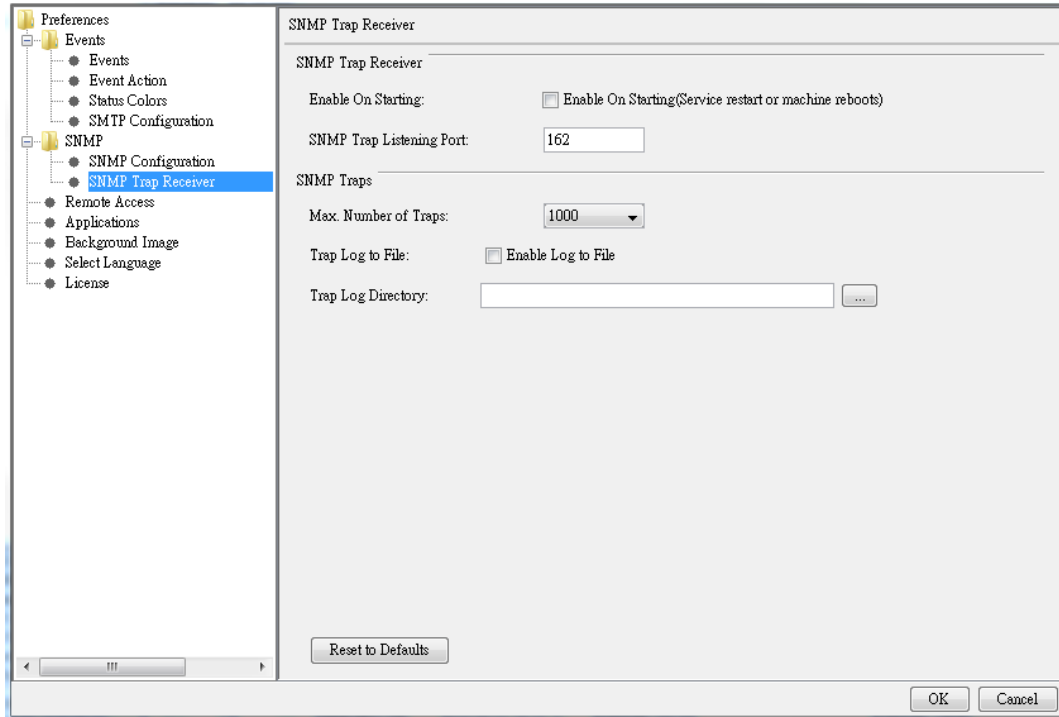 Preferences
Events
Events
Event Action
Status Colors
SMTP Configuration
SNMP
SNMP Configuration
SNMP Trap Receiver
Remote Access
Applications
Background Image
Select Language
License
SNMP Trap Receiver
SNMP Trap Receiver
Enable On Starting: Enable On Starting(Service restart or machine reboots)
SNMP Trap Listening Port: 162
SNMP Traps
Max. Number of Traps: 1000
Trap Log to File: Enable Log to File
Trap Log Directory: ...
Reset to Defaults
OK Cancel